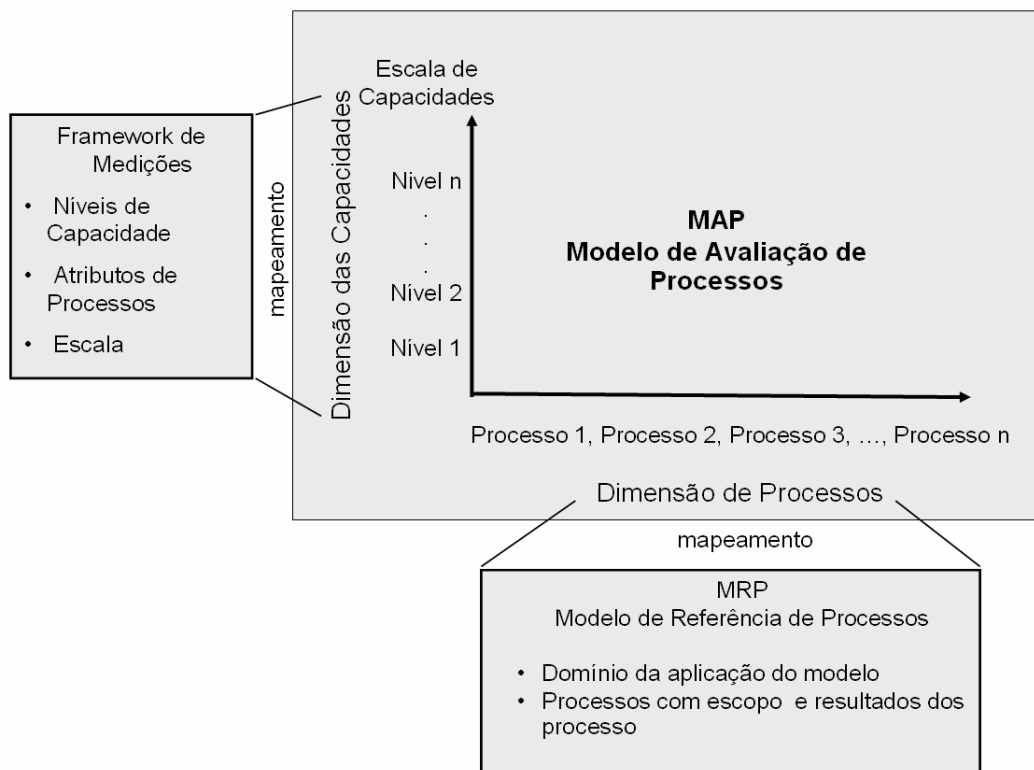 Escala de
Capacidades
Dimensão das Capacidades
Framework de
Medições
• Níveis de
Capacidade
• Atributos de
Processos
• Escala
mapeamento
Nivel n
.
.
.
.
Nível 2
Nível 1
MAP
Modelo de Avaliação de
Processos
Processo 1, Processo 2, Processo 3, ..., Processo n
Dimensão de Processos
mapeamento
MRP
Modelo de Referência de Processos
• Domínio da aplicação do modelo
• Processos com escopo e resultados dos
processo